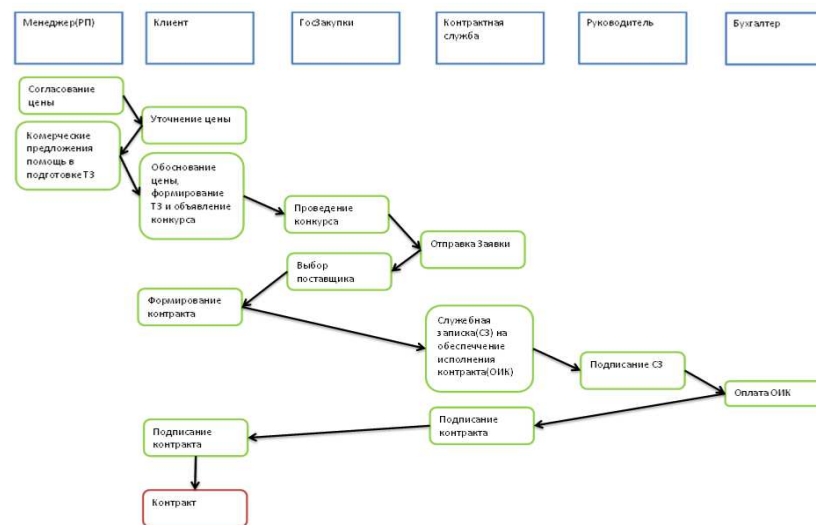 Менеджер(РП)
Клиент
ГосЗакупки
Контрактная
служба
Руководитель
Бухгалтер
Согласование
цены
Уточнение цены
Комерческие
предложения
помощь в
подготовке ТЗ
Обоснование
цены,
формирование
ТЗ и объявление
конкурса
Проведение
конкурса
Отправка Заявки
Выбор
поставщика
Формирование
контракта
Служебная
записка(СЗ) на
обеспеччение
исполнения
контракта(ОИК)
Подписание СЗ
Оплата ОИК
Подписание
контракта
Подписание
контракта
Контракт